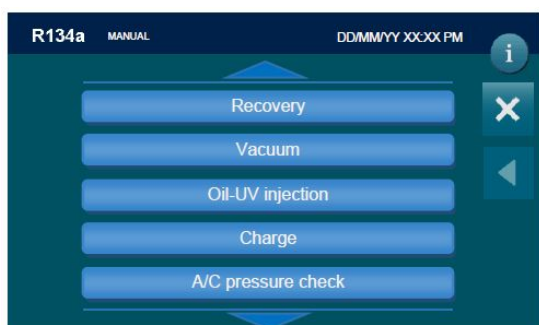 R134a MANUAL DD/MM/YY XX:XX PM
i
Recovery
Vacuum
Oil-UV injection
Charge
A/C pressure check